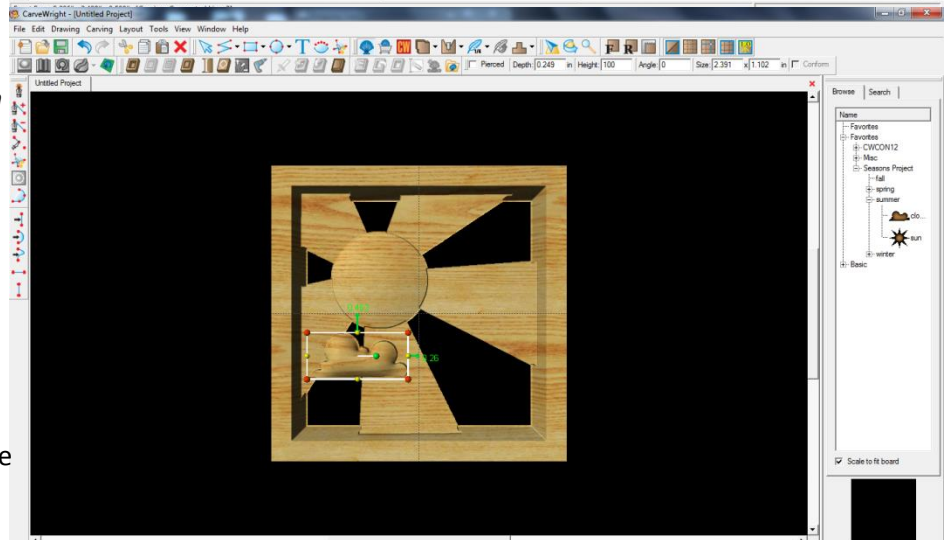 CarveWright - [Untitled Project]
File Edit Drawing Carving Layout Tools View Window Help
Pierced Depth: 0.249 in Height: 100 Angle: 0 Size: 2.391 x 1.102 in Conform
Untitled Project
Browse Search
Name
Favorites
Favorites
CWCON12
Misc
Seasons Project
fall
spring
summer
clo...
sun
winter
Basic
Scale to fit board
e